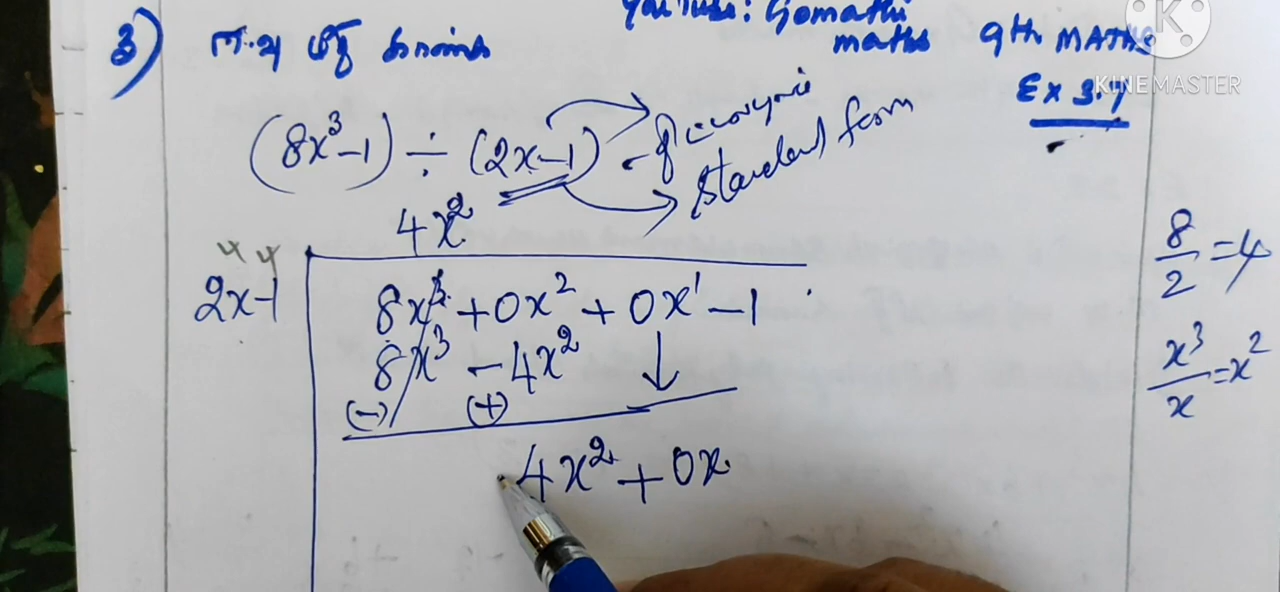 YouTube: Gomathi
maths 9th MATHS
KINEMASTER
Ex 3.7
3)
(8x³-1) ÷ (2x-1)
Standard form
4x²
2x-1
8x³ + 0x² + 0x¹ - 1
8x³ - 4x²
(-) (+)
4x² + 0x
8/2 = 4
x³/x = x²